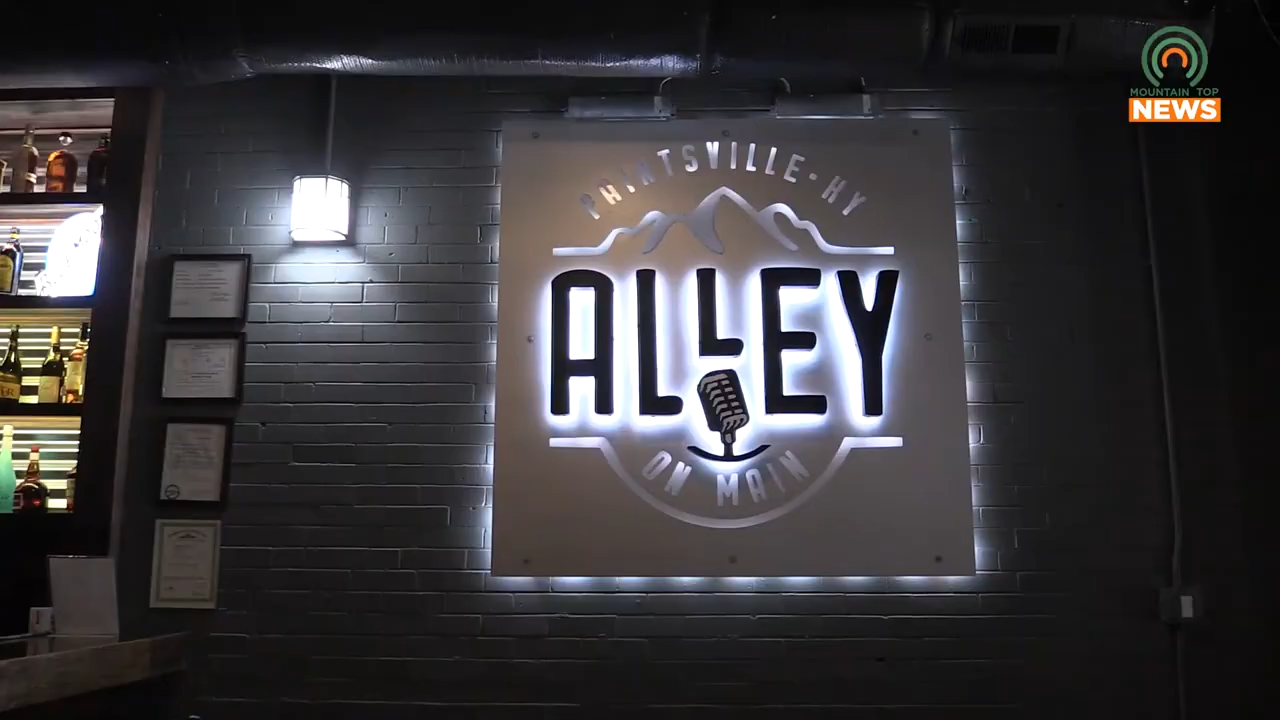 MOUNTAIN TOP
NEWS
PAINTSVILLE·KY
ALLEY
ON MAIN